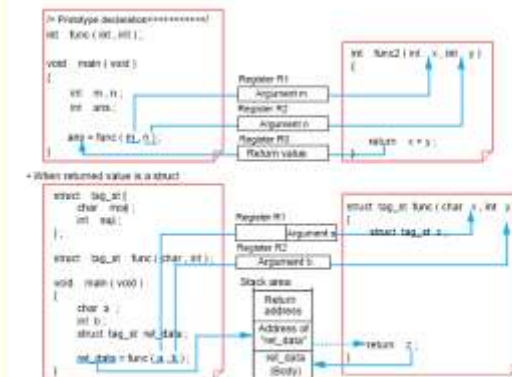 /* Prototype declaration***********/
int func ( int , int ) ;
void main ( void )
{
int m , n ;
int ans ;
ans = func ( m , n ) ;
}
Register R1
Argument m
Register R2
Argument n
Register R0
Return value
int func2 ( int x , int y )
{
return x + y ;
}
• When returned value is a struct
struct tag_st {
char moji ;
int suji ;
} ;
struct tag_st func ( char , int ) ;
void main ( void )
{
char a ;
int b ;
struct tag_st ret_data ;
ret_data = func ( a , b ) ;
}
Register R1
Argument a
Register R2
Argument b
Stack area
Return
address
Address of
"ret_data"
ret_data
(Body)
struct tag_st func ( char x , int y
{
struct tag_st z ;
return z ;
}